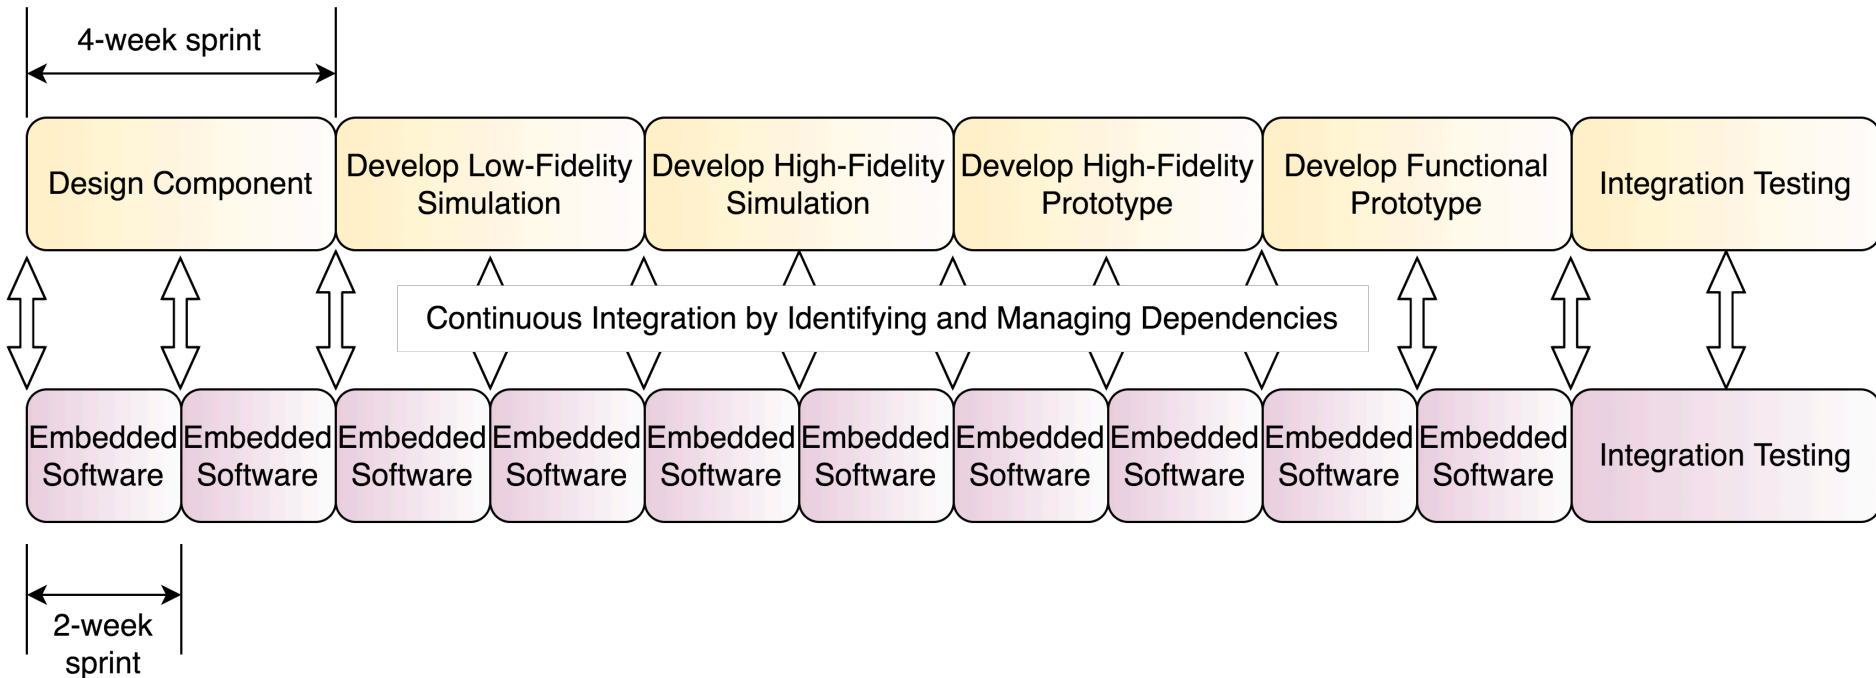 4-week sprint
Design Component
Develop Low-Fidelity
Simulation
Develop High-Fidelity
Simulation
Develop High-Fidelity
Prototype
Develop Functional
Prototype
Integration Testing
Continuous Integration by Identifying and Managing Dependencies
Embedded
Software
Embedded
Software
Embedded
Software
Embedded
Software
Embedded
Software
Embedded
Software
Embedded
Software
Embedded
Software
Embedded
Software
Embedded
Software
Integration Testing
2-week
sprint